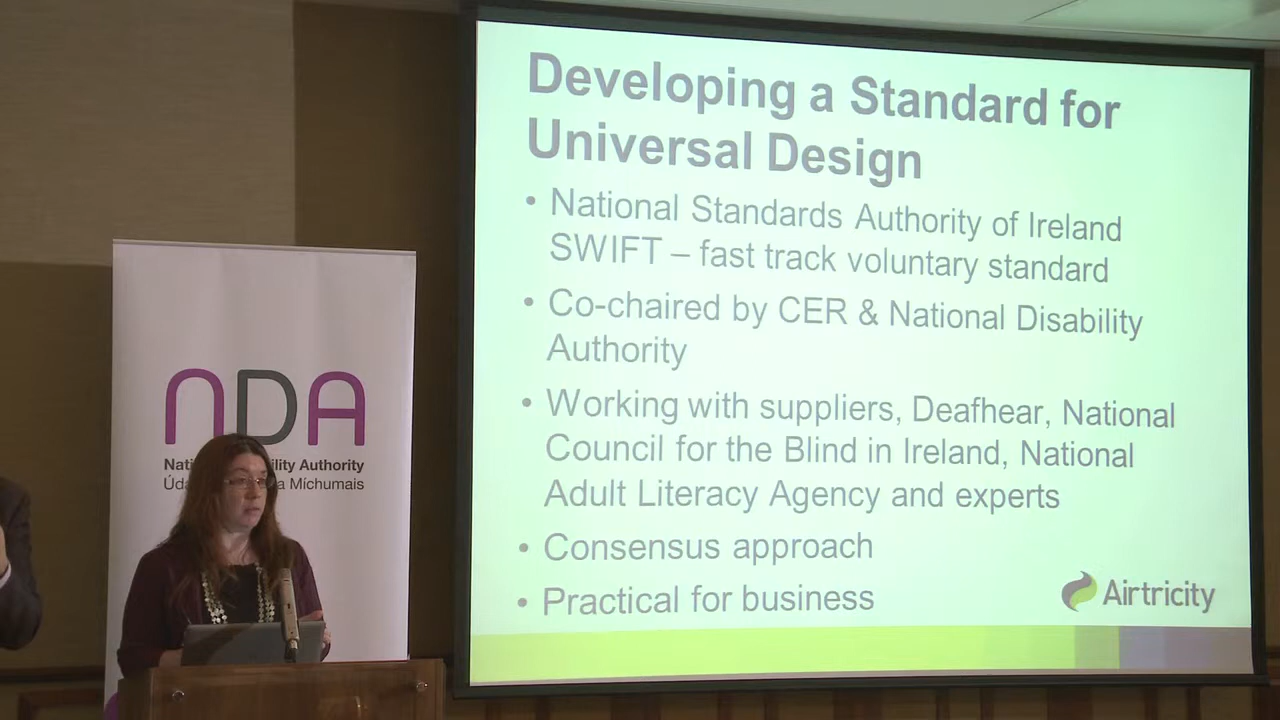 Developing a Standard for
Universal Design
• National Standards Authority of Ireland
SWIFT – fast track voluntary standard
• Co-chaired by CER & National Disability
Authority
• Working with suppliers, Deafhear, National
Council for the Blind in Ireland, National
Adult Literacy Agency and experts
• Consensus approach
• Practical for business
Airtricity
NDA
Authority
Míchumais